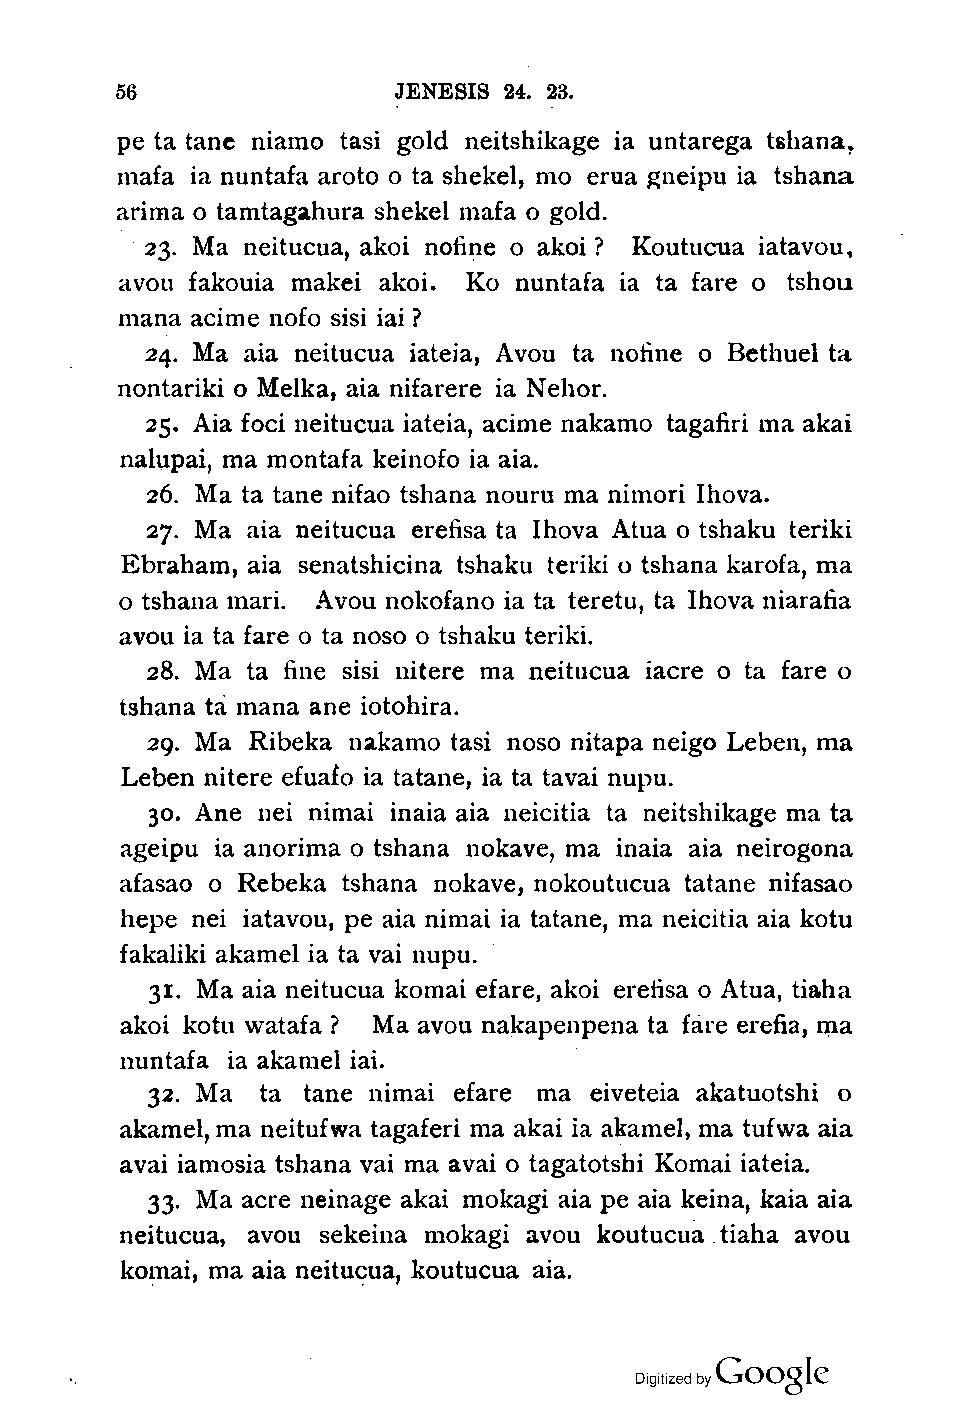 56 JENESIS 24. 23.
pe ta tane niamo tasi gold neitshikage ia untarega tshana,
mafa ia nuntafa aroto o ta shekel, mo erua gneipu ia tshana
arima o tamtagahura shekel mafa o gold.
23. Ma neitucua, akoi nofine o akoi ? Koutucua iatavou,
avou fakouia makei akoi. Ko nuntafa ia ta fare o tshou
mana acime nofo sisi iai ?
24. Ma aia neitucua iateia, Avou ta nofine o Bethuel ta
nontariki o Melka, aia nifarere ia Nehor.
25. Aia foci neitucua iateia, acime nakamo tagafiri ma akai
nalupai, ma montafa keinofo ia aia.
26. Ma ta tane nifao tshana nouru ma nimori Ihova.
27. Ma aia neitucua erefisa ta Ihova Atua o tshaku teriki
Ebraham, aia senatshicina tshaku teriki o tshana karofa, ma
o tshana mari. Avou nokofano ia ta teretu, ta Ihova niarafia
avou ia ta fare o ta noso o tshaku teriki.
28. Ma ta fine sisi nitere ma neitucua iacre o ta fare o
tshana ta mana ane iotohira.
29. Ma Ribeka nakamo tasi noso nitapa neigo Leben, ma
Leben nitere efuafo ia tatane, ia ta tavai nupu.
30. Ane nei nimai inaia aia neicitia ta neitshikage ma ta
ageipu ia anorima o tshana nokave, ma inaia aia neirogona
afasao o Rebeka tshana nokave, nokoutucua tatane nifasao
hepe nei iatavou, pe aia nimai ia tatane, ma neicitia aia kotu
fakaliki akamel ia ta vai nupu.
31. Ma aia neitucua komai efare, akoi erefisa o Atua, tiaha
akoi kotu watafa ? Ma avou nakapenpena ta fare erefia, ma
nuntafa ia akamel iai.
32. Ma ta tane nimai efare ma eiveteia akatuotshi o
akamel, ma neitufwa tagaferi ma akai ia akamel, ma tufwa aia
avai iamosia tshana vai ma avai o tagatotshi Komai iateia.
33. Ma acre neinage akai mokagi aia pe aia keina, kaia aia
neitucua, avou sekeina mokagi avou koutucua tiaha avou
komai, ma aia neitucua, koutucua aia.
Digitized by Google